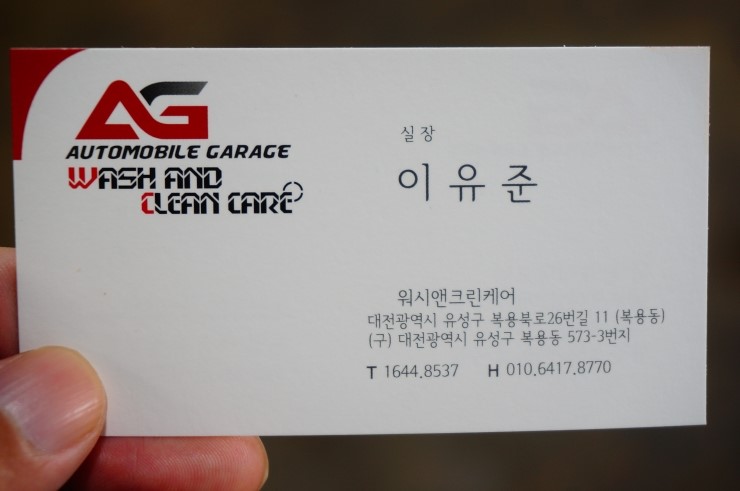 AG
AUTOMOBILE GARAGE
WASH AND
CLEAN CARE
실장
이유준
워시앤크린케어
대전광역시 유성구 복용북로26번길 11 (복용동)
(구) 대전광역시 유성구 복용동 573-3번지
T 1644.8537 H 010.6417.8770